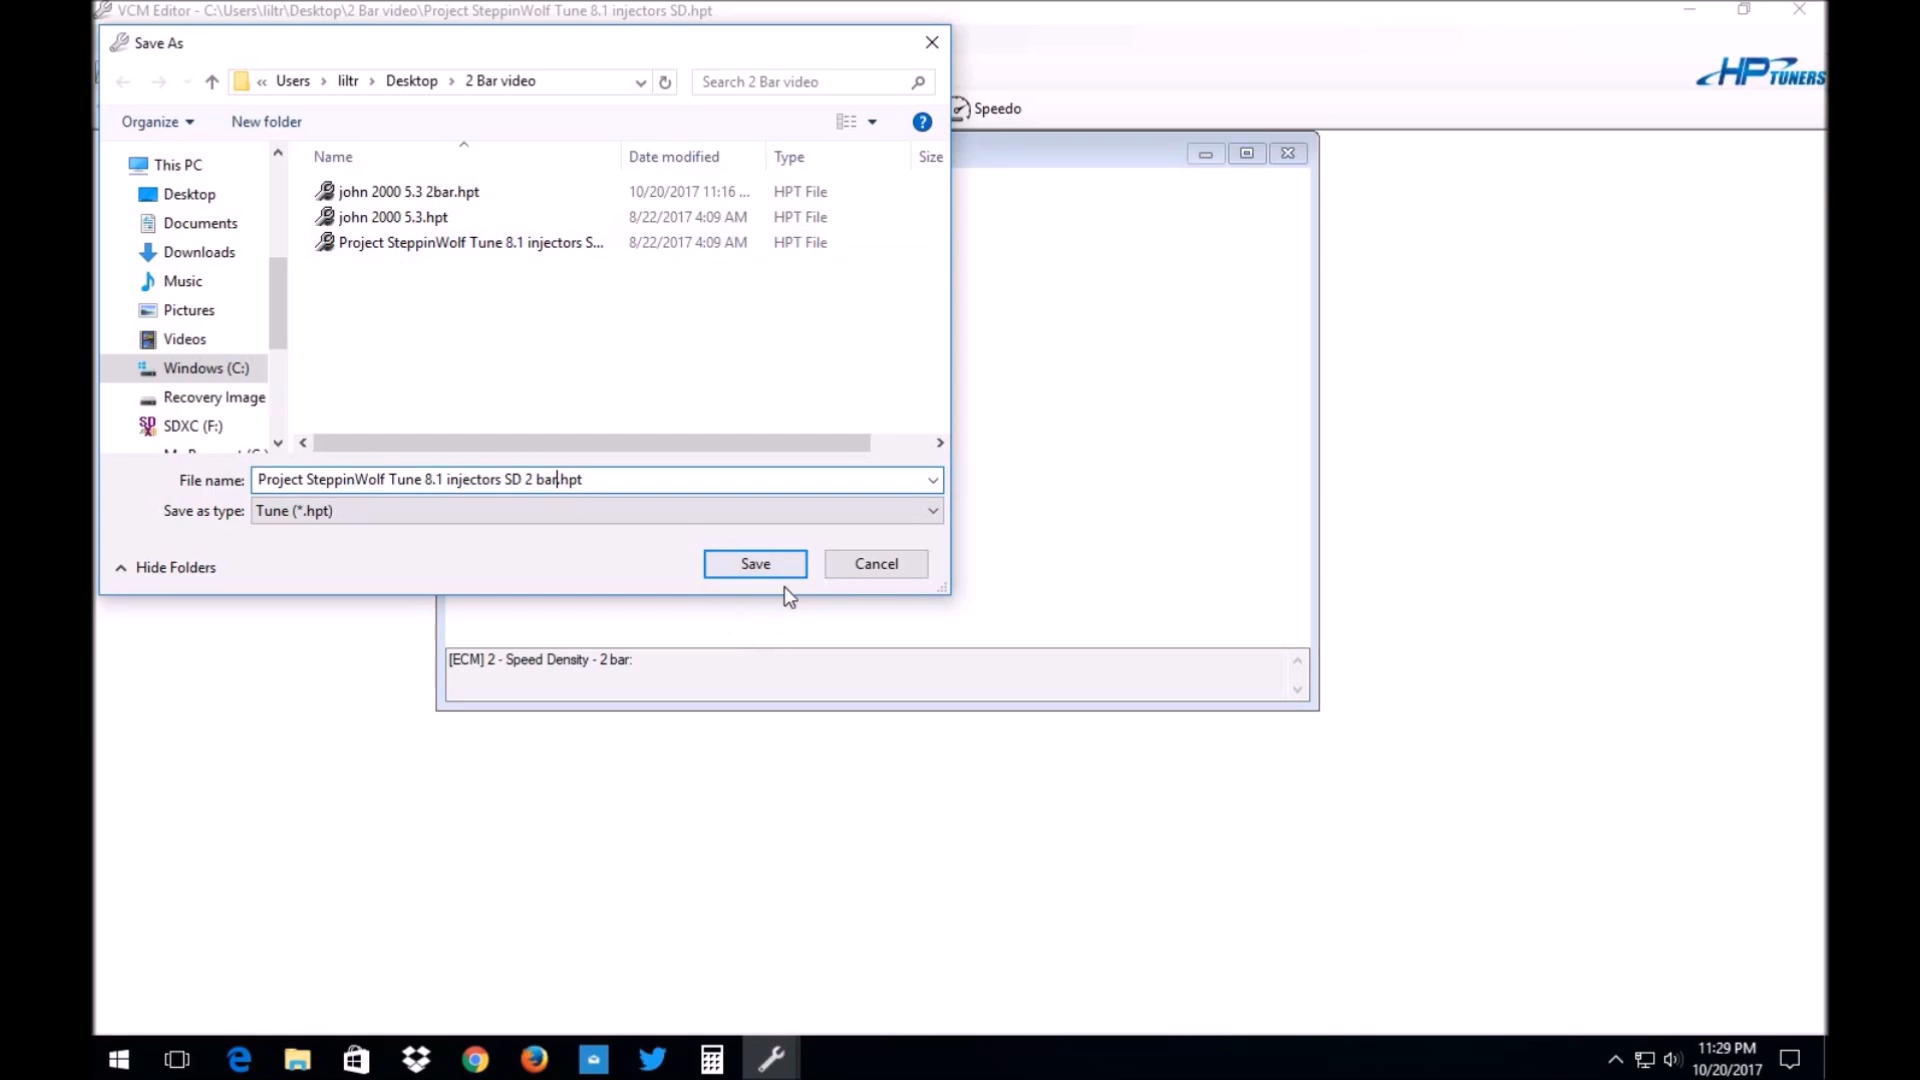 VCM Editor - C:\Users\liltr\Desktop\2 Bar video\Project SteppinWolf Tune 8.1 injectors SD.hpt
Save As
« Users › liltr › Desktop › 2 Bar video
Search 2 Bar video
HP TUNERS
Organize
New folder
Speedo
Name
Date modified
Type
Size
This PC
Desktop
Documents
Downloads
Music
Pictures
Videos
Windows (C:)
Recovery Image
SDXC (F:)
john 2000 5.3 2bar.hpt 10/20/2017 11:16 ... HPT File
john 2000 5.3.hpt 8/22/2017 4:09 AM HPT File
Project SteppinWolf Tune 8.1 injectors S... 8/22/2017 4:09 AM HPT File
File name: Project SteppinWolf Tune 8.1 injectors SD 2 bar.hpt
Save as type: Tune (*.hpt)
Hide Folders
Save
Cancel
[ECM] 2 - Speed Density - 2 bar:
11:29 PM
10/20/2017